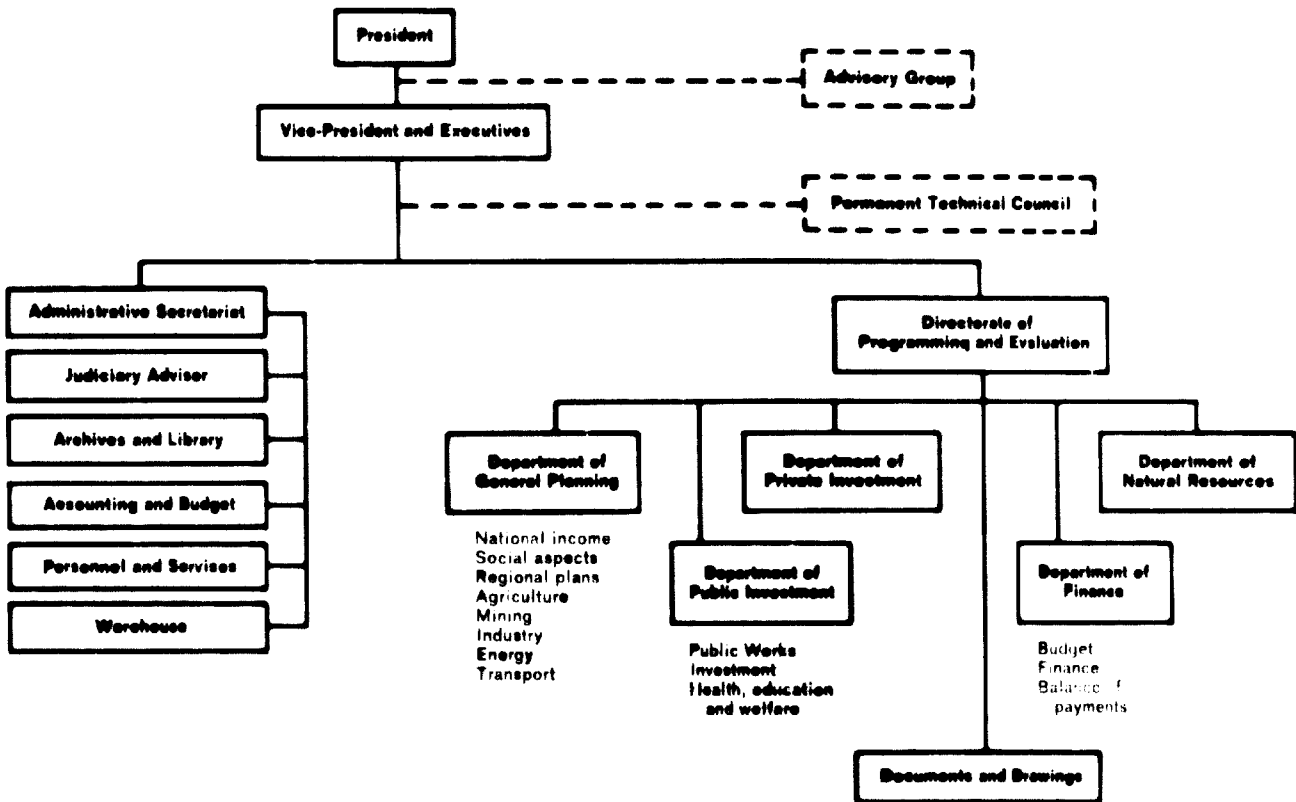 President
Advisory Group
Vice-President and Executives
Permanent Technical Council
Administrative Secretariat
Judiciary Advisor
Archives and Library
Accounting and Budget
Personnel and Services
Warehouse
Directorate of
Programming and Evaluation
Department of
General Planning
National income
Social aspects
Regional plans
Agriculture
Mining
Industry
Energy
Transport
Department of
Public Investment
Public Works
Investment
Health, education
and welfare
Department of
Private Investment
Department of
Finance
Budget
Finance
Balance of
payments
Department of
Natural Resources
Documents and Drawings